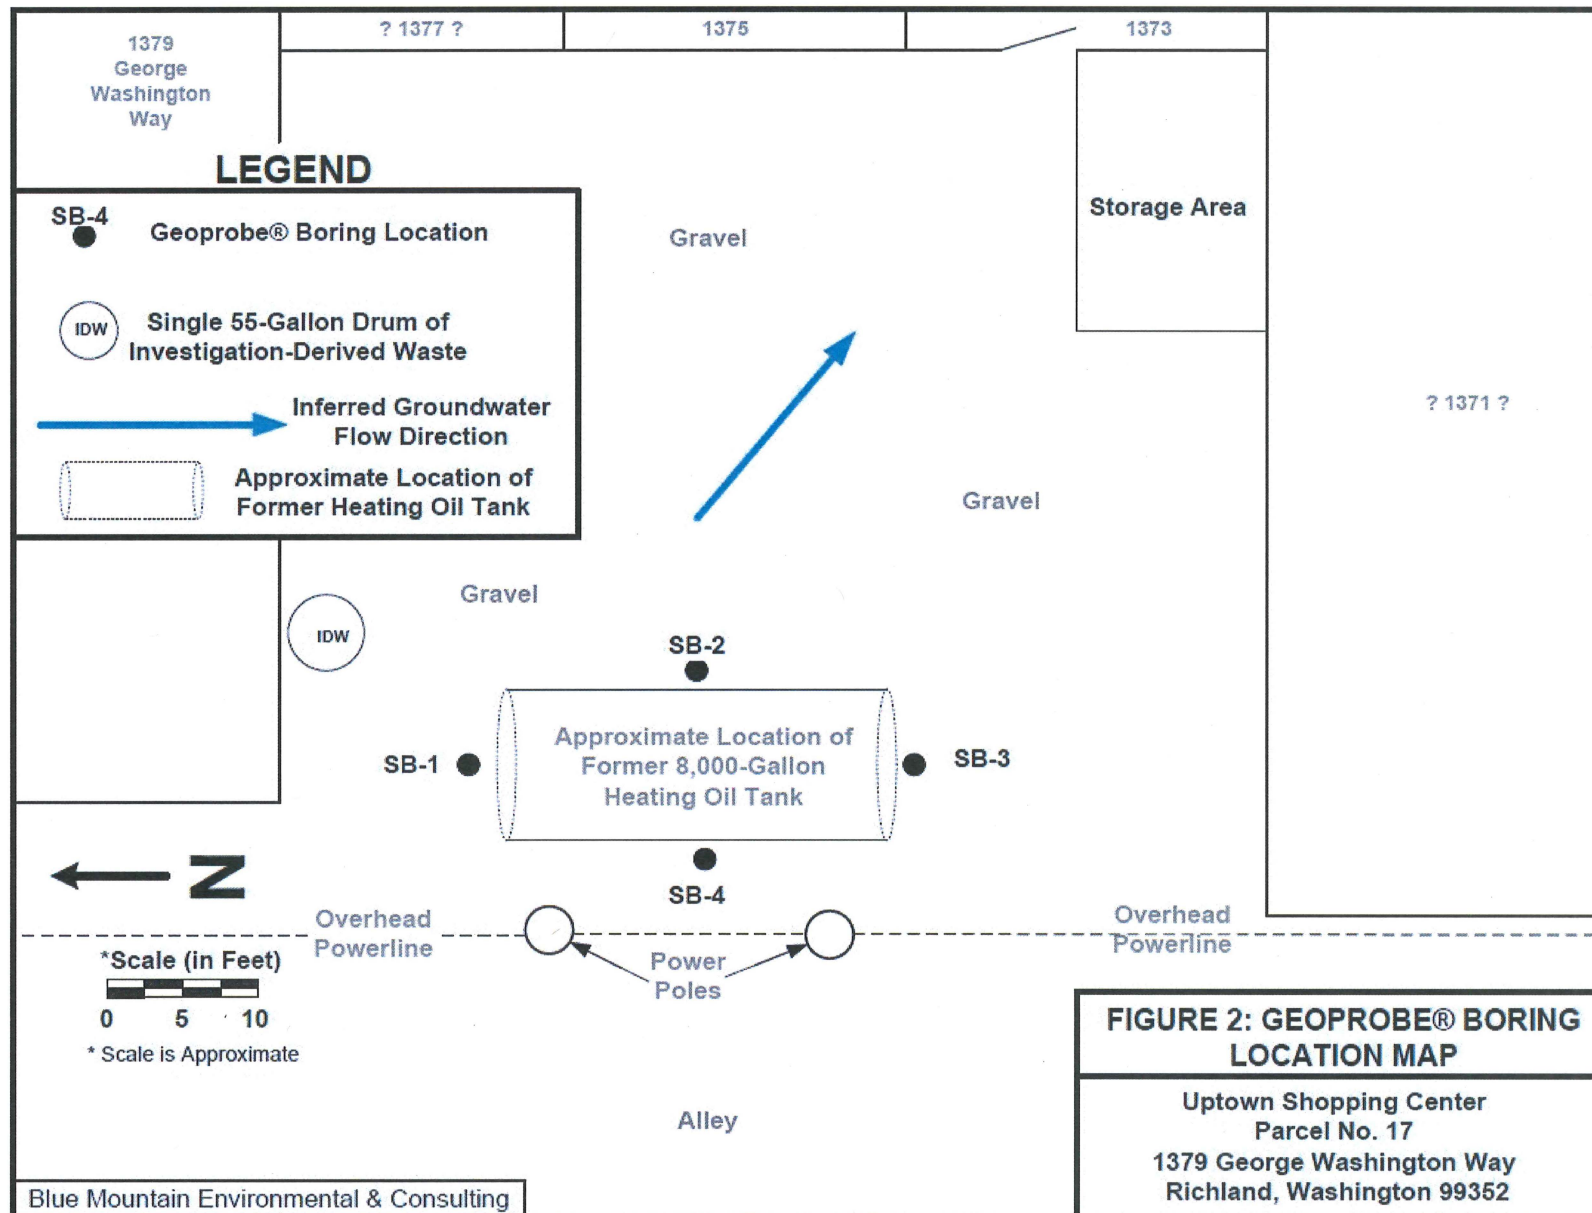 ? 1377 ?
1375
1373
1379
George
Washington
Way
LEGEND
SB-4
Geoprobe® Boring Location
IDW
Single 55-Gallon Drum of
Investigation-Derived Waste
Inferred Groundwater
Flow Direction
Approximate Location of
Former Heating Oil Tank
Gravel
Storage Area
? 1371 ?
Gravel
Gravel
IDW
SB-2
SB-1
Approximate Location of
Former 8,000-Gallon
Heating Oil Tank
SB-3
SB-4
N
Overhead
Powerline
Overhead
Powerline
Power
Poles
*Scale (in Feet)
0 5 10
* Scale is Approximate
Alley
FIGURE 2: GEOPROBE® BORING
LOCATION MAP
Uptown Shopping Center
Parcel No. 17
1379 George Washington Way
Richland, Washington 99352
Blue Mountain Environmental & Consulting